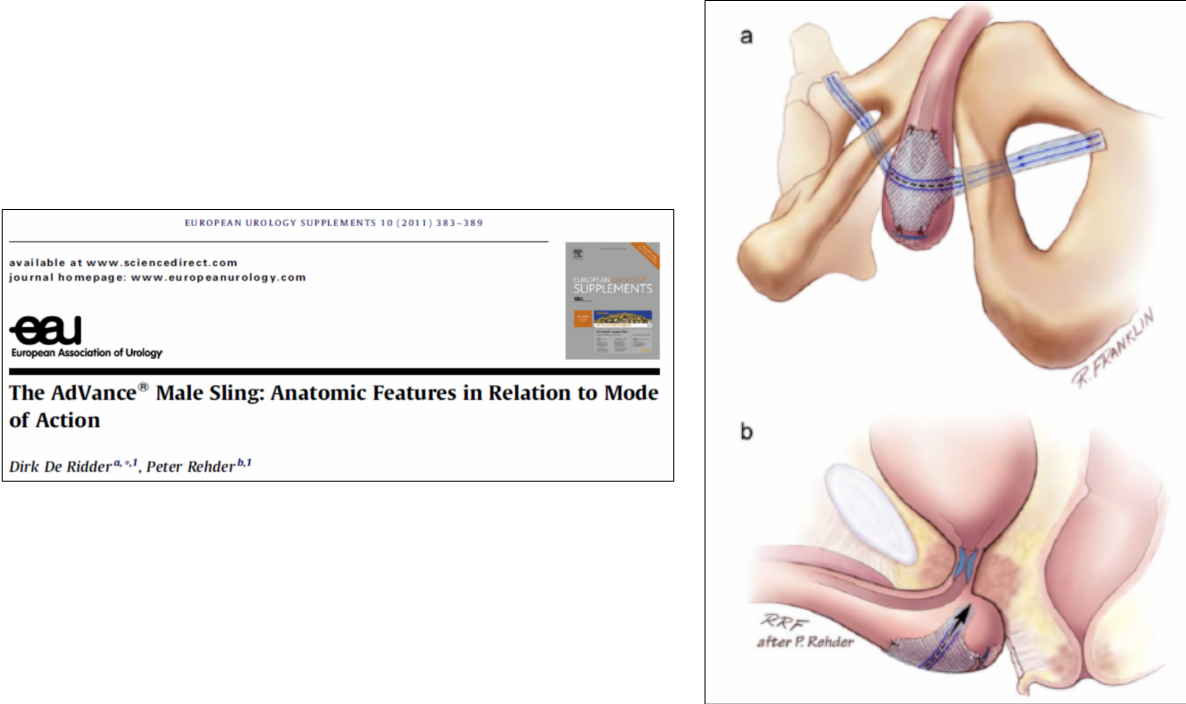 EUROPEAN UROLOGY SUPPLEMENTS 10 (2011) 383–389
available at www.sciencedirect.com
journal homepage: www.europeanurology.com
EUROPEAN UROLOGY
SUPPLEMENTS
eau
European Association of Urology
The AdVance® Male Sling: Anatomic Features in Relation to Mode
of Action
Dirk De Ridder a,*,1, Peter Rehder b,1
a
R. FRANKLIN
b
RRF
after P. Rehder